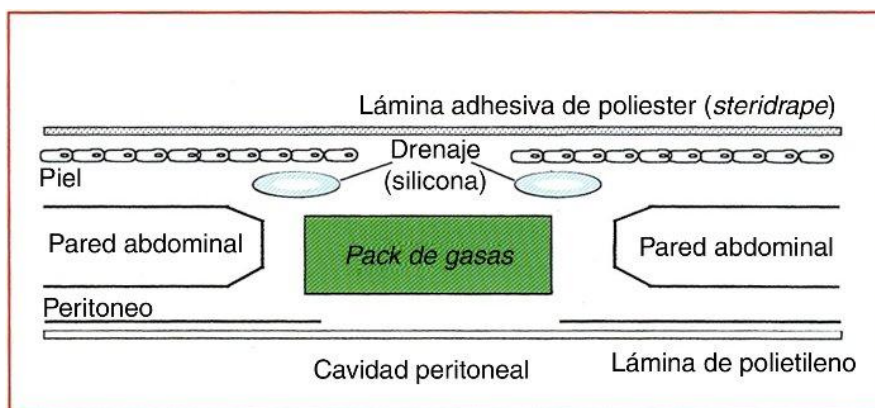 Lámina adhesiva de poliester (steridrape)
Drenaje
(silicona)
Piel
Pared abdominal
Pack de gasas
Pared abdominal
Peritoneo
Cavidad peritoneal
Lámina de polietileno